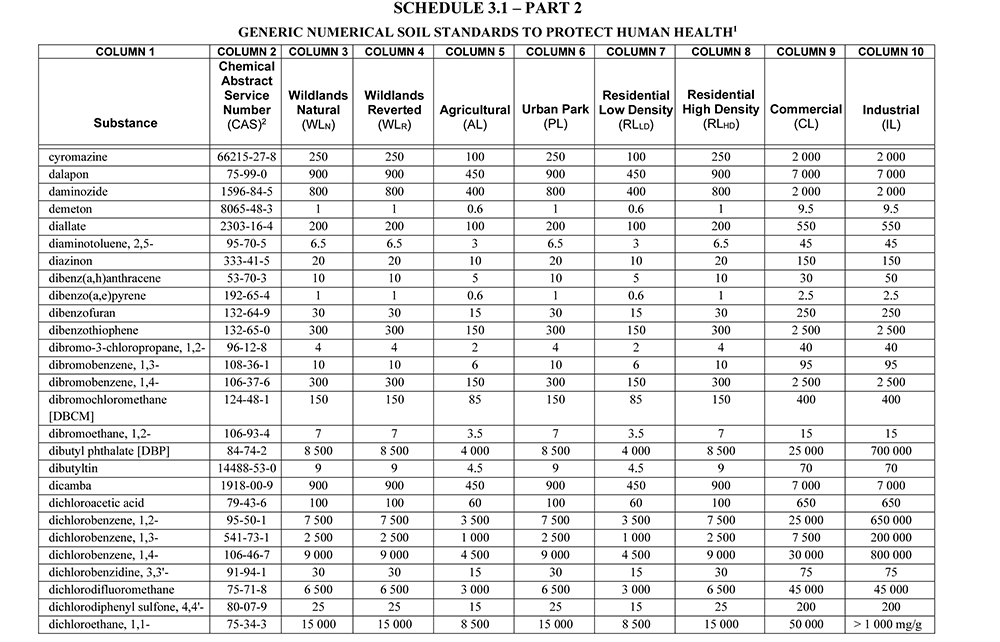 SCHEDULE 3.1 – PART 2
GENERIC NUMERICAL SOIL STANDARDS TO PROTECT HUMAN HEALTH1
COLUMN 1 COLUMN 2 COLUMN 3 COLUMN 4 COLUMN 5 COLUMN 6 COLUMN 7 COLUMN 8 COLUMN 9 COLUMN 10
Substance Chemical Abstract Service Number (CAS)2 Wildlands Natural (WLN) Wildlands Reverted (WLR) Agricultural (AL) Urban Park (PL) Residential Low Density (RLLD) Residential High Density (RLHD) Commercial (CL) Industrial (IL)
cyromazine 66215-27-8 250 250 100 250 100 250 2 000 2 000
dalapon 75-99-0 900 900 450 900 450 900 7 000 7 000
daminozide 1596-84-5 800 800 400 800 400 800 2 000 2 000
demeton 8065-48-3 1 1 0.6 1 0.6 1 9.5 9.5
diallate 2303-16-4 200 200 100 200 100 200 550 550
diaminotoluene, 2,5- 95-70-5 6.5 6.5 3 6.5 3 6.5 45 45
diazinon 333-41-5 20 20 10 20 10 20 150 150
dibenz(a,h)anthracene 53-70-3 10 10 5 10 5 10 30 50
dibenzo(a,e)pyrene 192-65-4 1 1 0.6 1 0.6 1 2.5 2.5
dibenzofuran 132-64-9 30 30 15 30 15 30 250 250
dibenzothiophene 132-65-0 300 300 150 300 150 300 2 500 2 500
dibromo-3-chloropropane, 1,2- 96-12-8 4 4 2 4 2 4 40 40
dibromobenzene, 1,3- 108-36-1 10 10 6 10 6 10 95 95
dibromobenzene, 1,4- 106-37-6 300 300 150 300 150 300 2 500 2 500
dibromochloromethane 124-48-1 150 150 85 150 85 150 400 400
[DBCM]
dibromoethane, 1,2- 106-93-4 7 7 3.5 7 3.5 7 15 15
dibutyl phthalate [DBP] 84-74-2 8 500 8 500 4 000 8 500 4 000 8 500 25 000 700 000
dibutyltin 14488-53-0 9 9 4.5 9 4.5 9 70 70
dicamba 1918-00-9 900 900 450 900 450 900 7 000 7 000
dichloroacetic acid 79-43-6 100 100 60 100 60 100 650 650
dichlorobenzene, 1,2- 95-50-1 7 500 7 500 3 500 7 500 3 500 7 500 25 000 650 000
dichlorobenzene, 1,3- 541-73-1 2 500 2 500 1 000 2 500 1 000 2 500 7 500 200 000
dichlorobenzene, 1,4- 106-46-7 9 000 9 000 4 500 9 000 4 500 9 000 30 000 800 000
dichlorobenzidine, 3,3'- 91-94-1 30 30 15 30 15 30 75 75
dichlorodifluoromethane 75-71-8 6 500 6 500 3 000 6 500 3 000 6 500 45 000 45 000
dichlorodiphenyl sulfone, 4,4'- 80-07-9 25 25 15 25 15 25 200 200
dichloroethane, 1,1- 75-34-3 15 000 15 000 8 500 15 000 8 500 15 000 50 000 > 1 000 mg/g